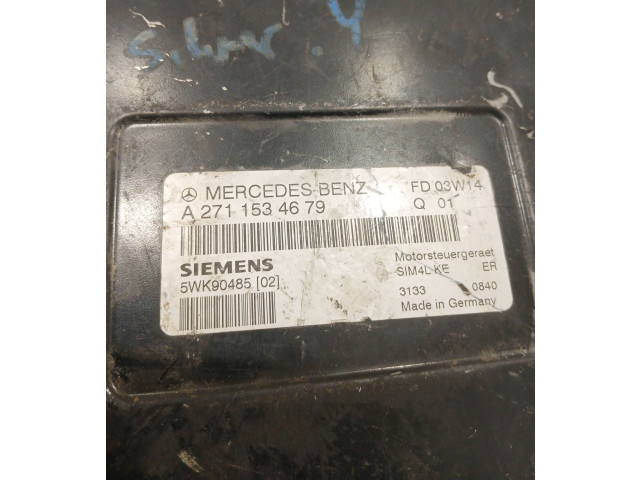 MERCEDES-BENZ FD 03W14
A 271 153 46 79 Q 01
SIEMENS Motorsteuergeraet
5WK90485 [02] SIM4LKE ER
3133 0840
Made in Germany